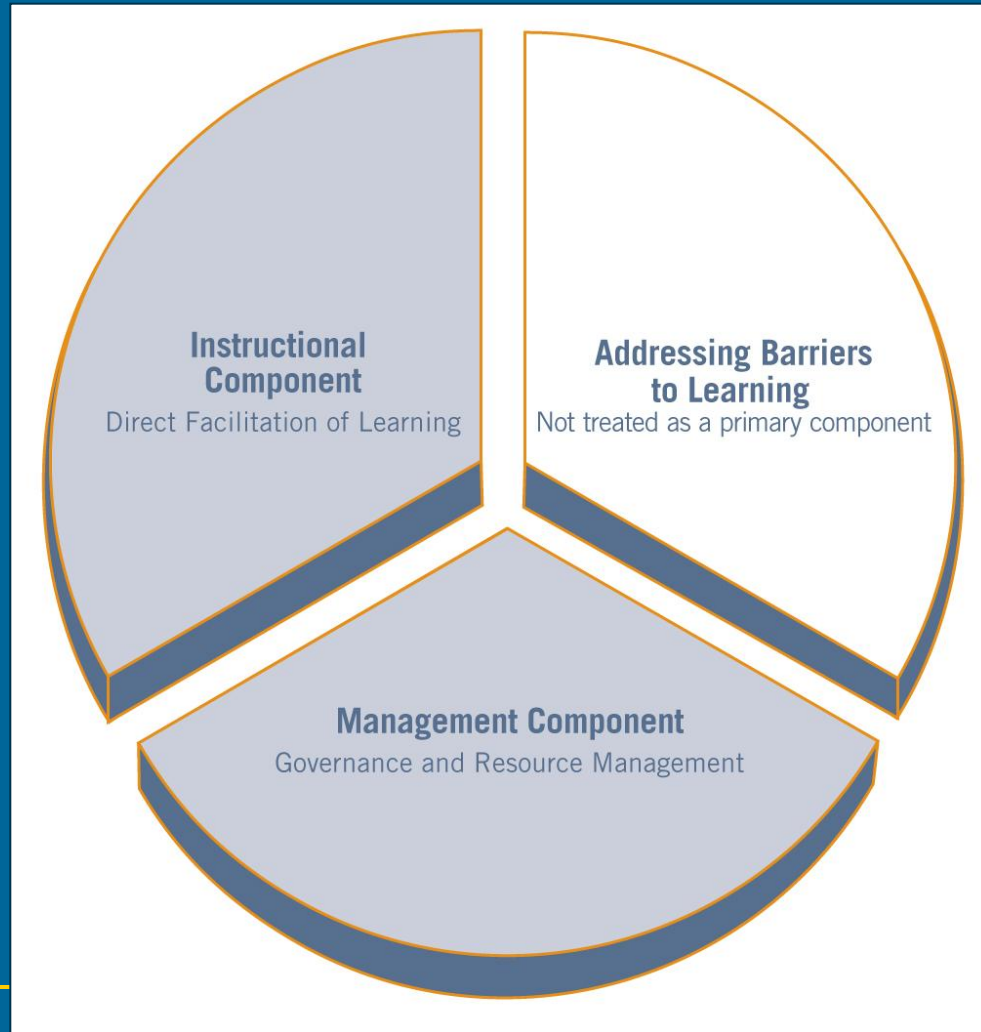 Instructional
Component
Direct Facilitation of Learning
Addressing Barriers
to Learning
Not treated as a primary component
Management Component
Governance and Resource Management